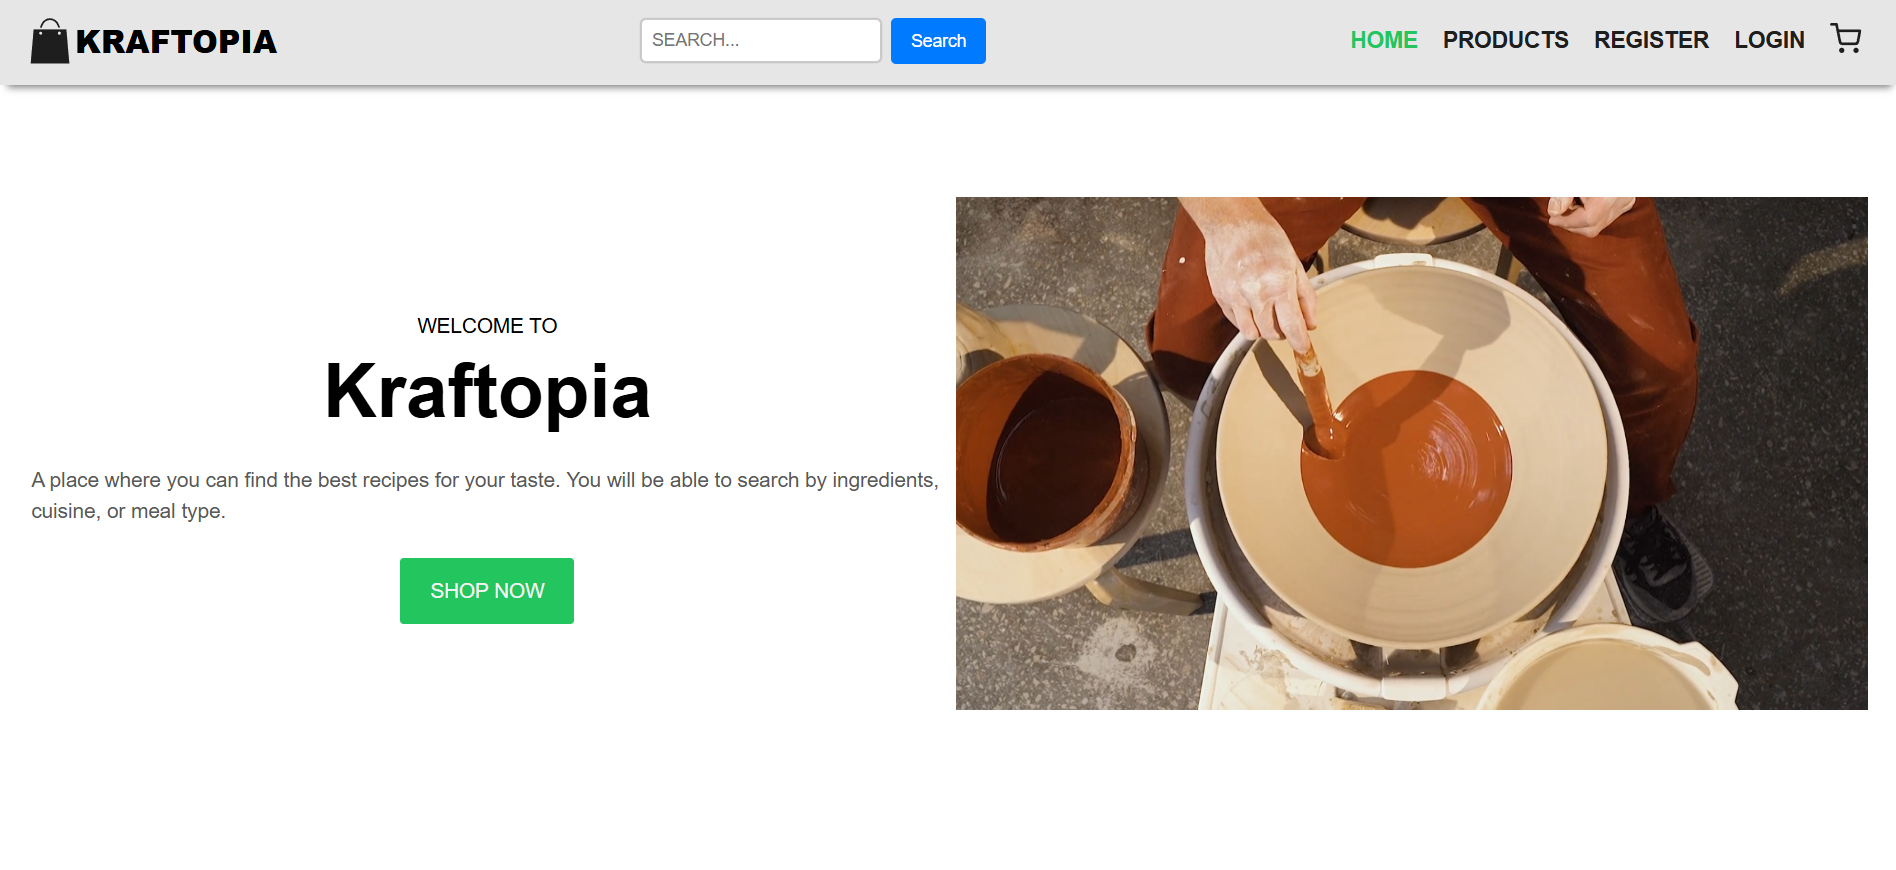 KRAFTOPIA
SEARCH...
Search
HOME
PRODUCTS
REGISTER
LOGIN
WELCOME TO
Kraftopia
A place where you can find the best recipes for your taste. You will be able to search by ingredients,
cuisine, or meal type.
SHOP NOW